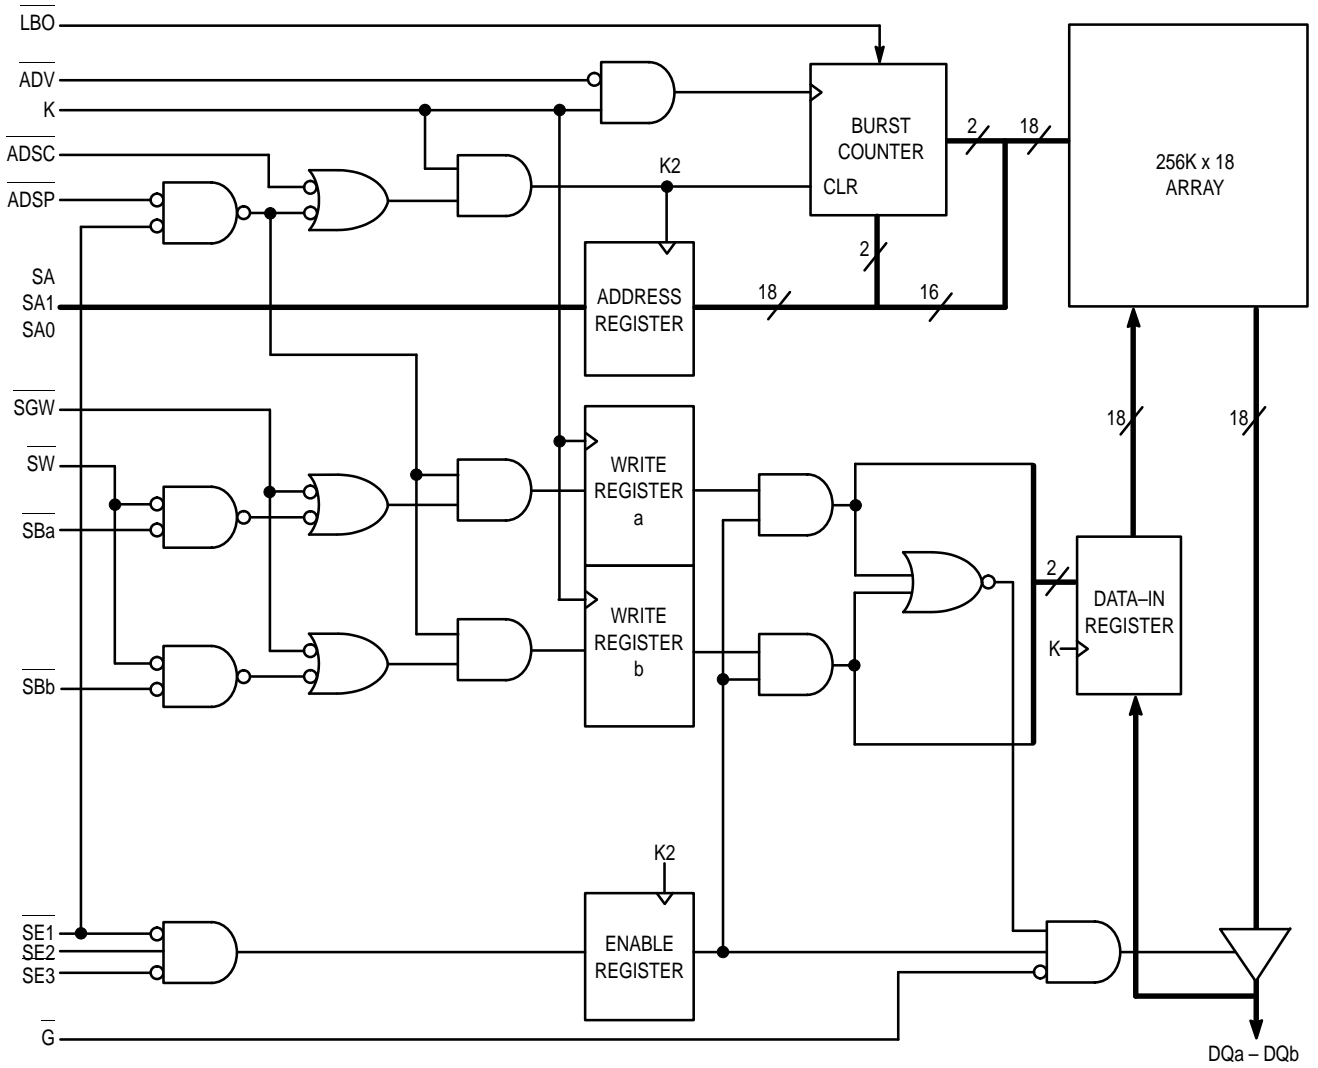 LBO
ADV
K
ADSC
ADSP
K2
BURST
COUNTER
CLR
2
18
256K x 18
ARRAY
2
SA
SA1
SA0
ADDRESS
REGISTER
18
16
SGW
SW
SBa
SBb
WRITE
REGISTER
a
WRITE
REGISTER
b
18
18
2
DATA–IN
REGISTER
K
K2
SE1
SE2
SE3
ENABLE
REGISTER
G
DQa – DQb